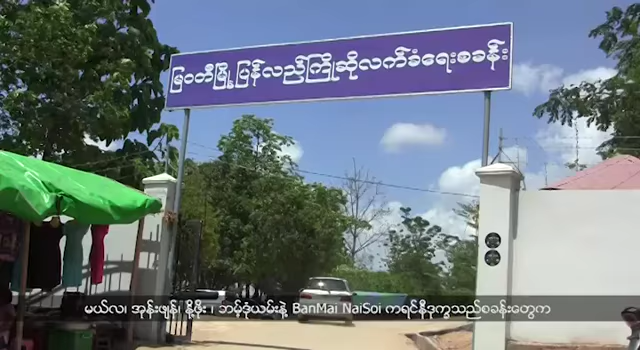 မြဝတီမြို့ပြန်လည်ကြိုဆိုလက်ခံရေးစခန်း
မယ်လ၊ အုန်းဖျန်၊ နို့ဖိုး ၊ ဘမ့်ဒုံယမ်းနဲ့ BanMai NaiSoi ကရင်နီဒုက္ခသည်စခန်းတွေက